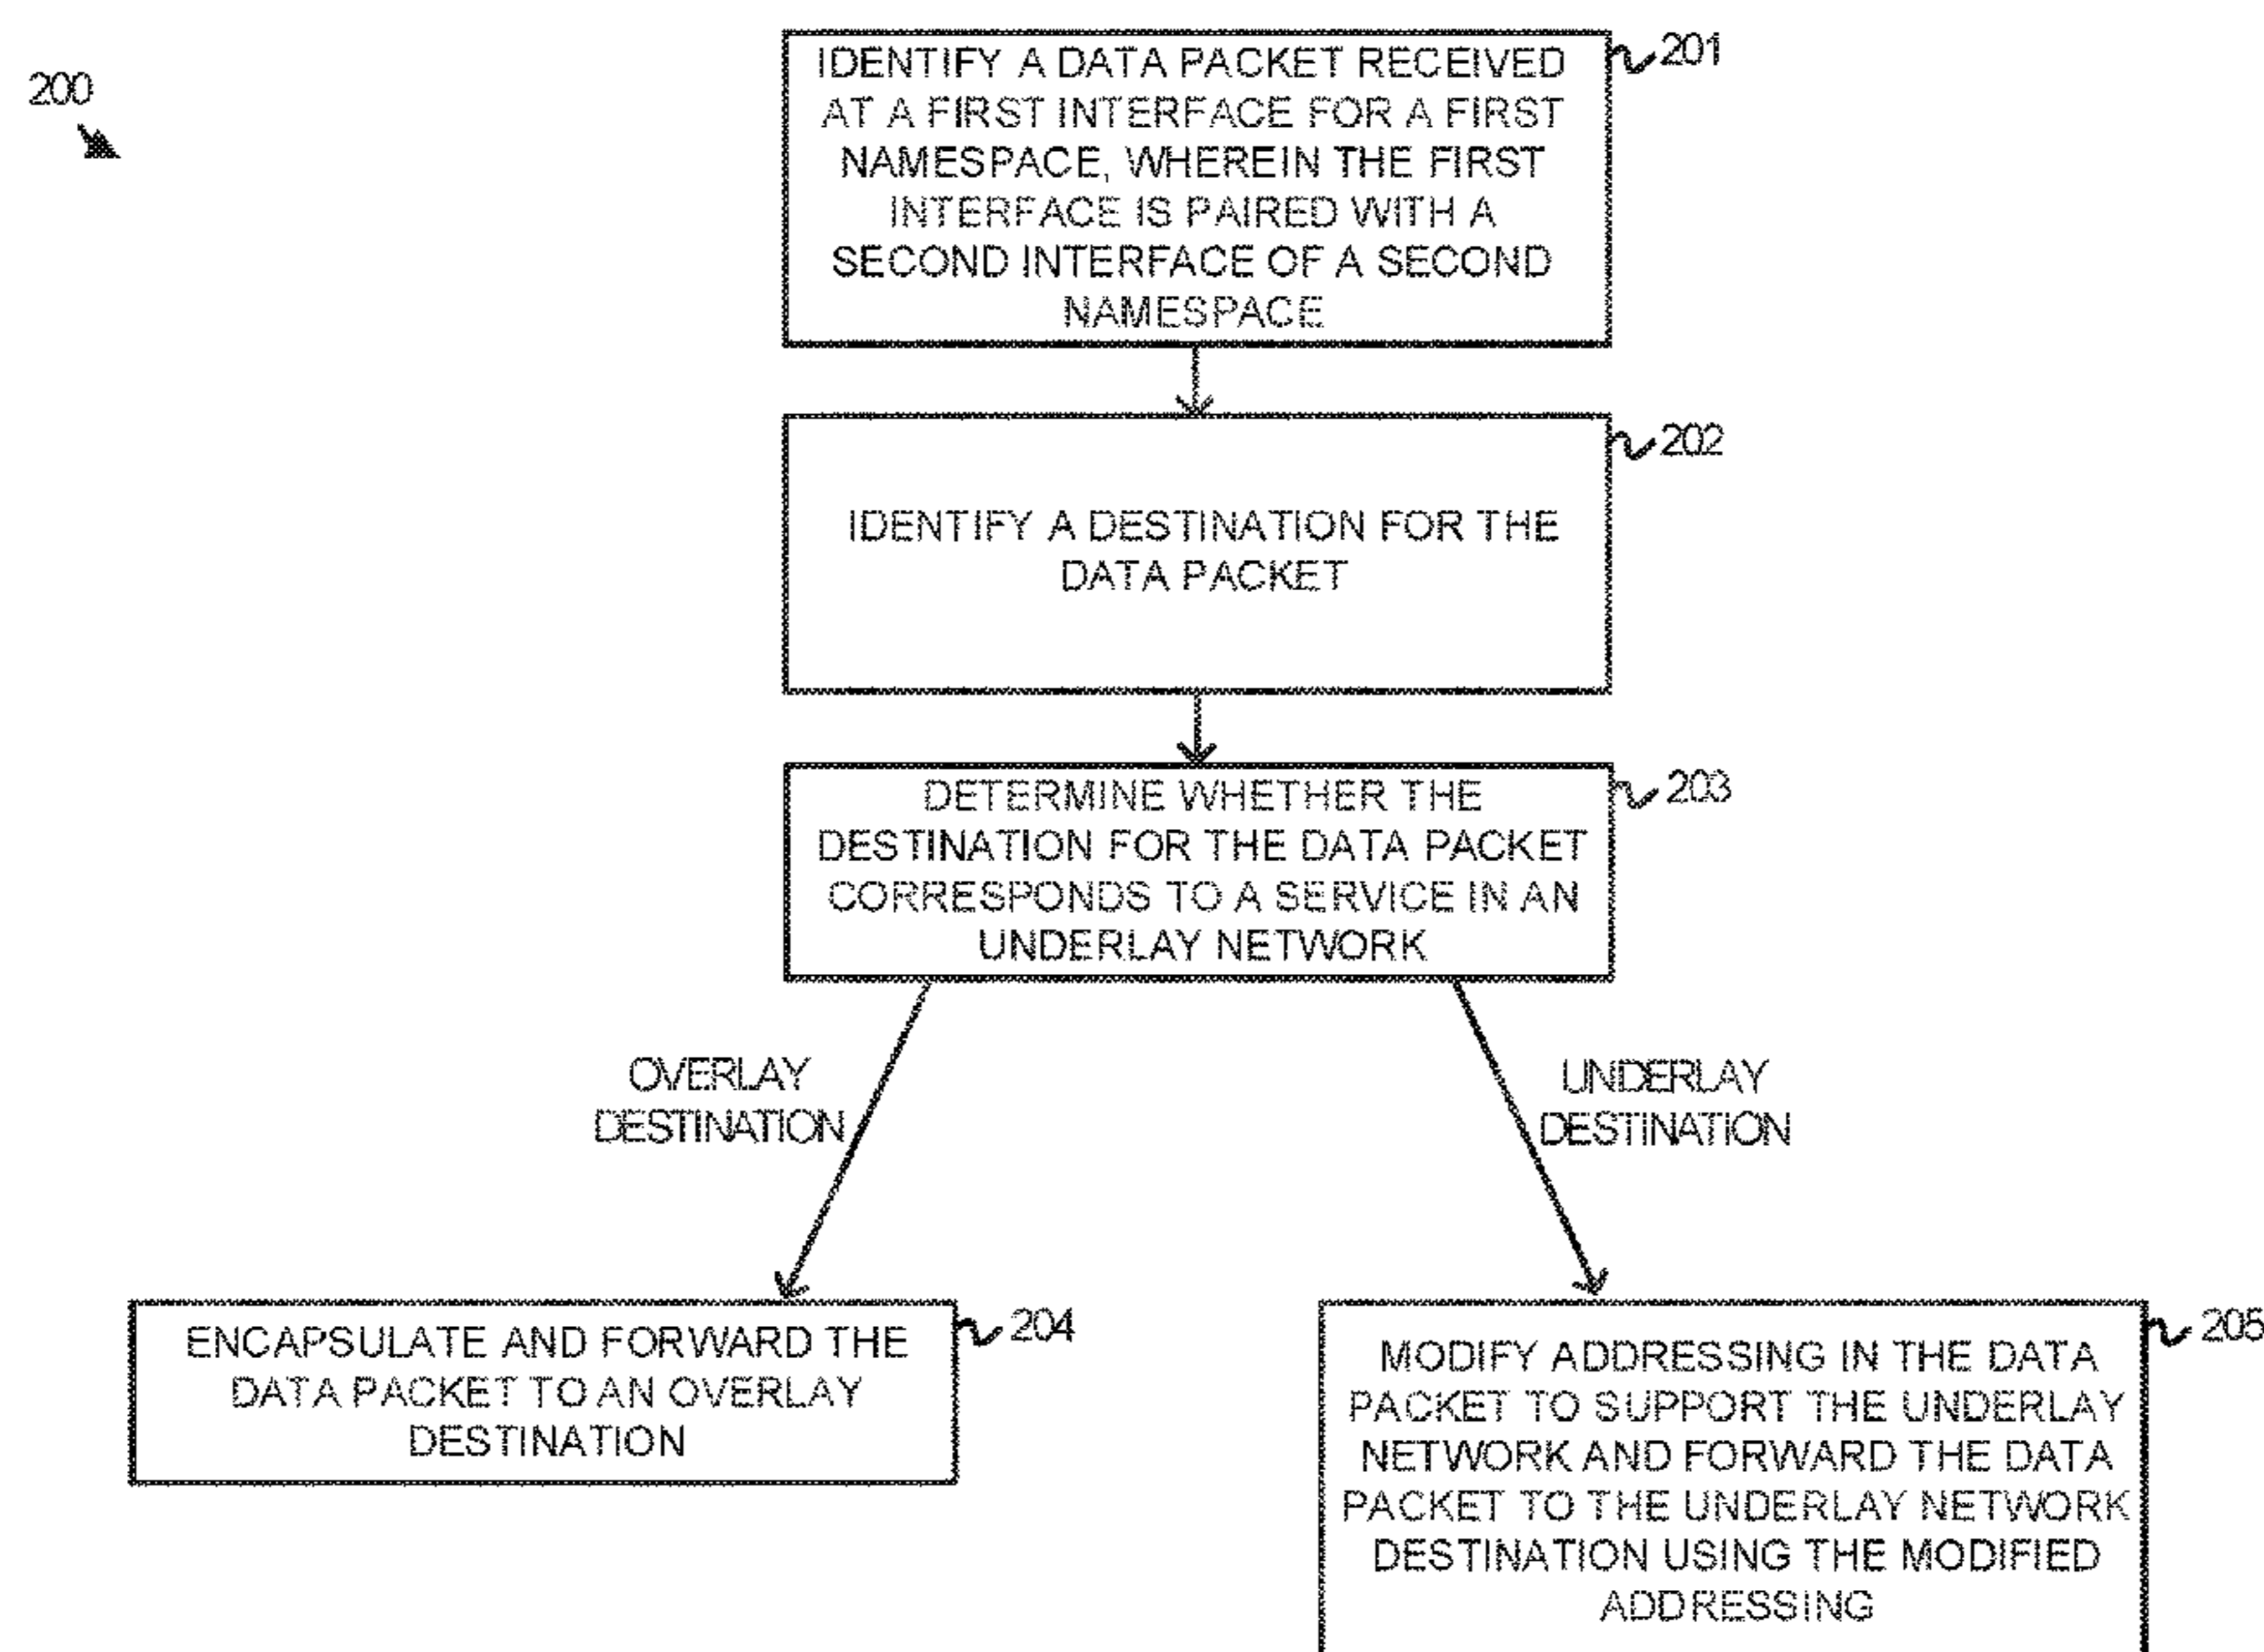 200
IDENTIFY A DATA PACKET RECEIVED
AT A FIRST INTERFACE FOR A FIRST
NAMESPACE, WHEREIN THE FIRST
INTERFACE IS PAIRED WITH A
SECOND INTERFACE OF A SECOND
NAMESPACE
201
IDENTIFY A DESTINATION FOR THE
DATA PACKET
202
DETERMINE WHETHER THE
DESTINATION FOR THE DATA PACKET
CORRESPONDS TO A SERVICE IN AN
UNDERLAY NETWORK
203
OVERLAY
DESTINATION
UNDERLAY
DESTINATION
ENCAPSULATE AND FORWARD THE
DATA PACKET TO AN OVERLAY
DESTINATION
204
MODIFY ADDRESSING IN THE DATA
PACKET TO SUPPORT THE UNDERLAY
NETWORK AND FORWARD THE DATA
PACKET TO THE UNDERLAY NETWORK
DESTINATION USING THE MODIFIED
ADDRESSING
205